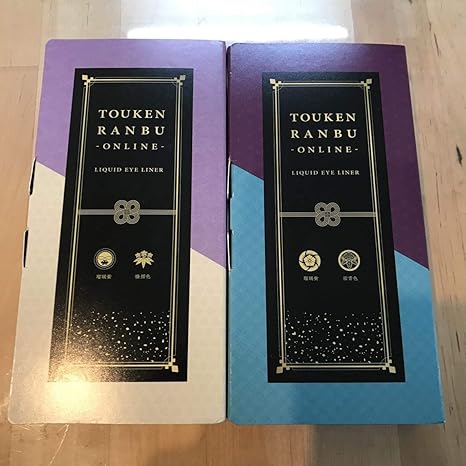 TOUKEN
RANBU
-ONLINE-
LIQUID EYE LINER
TOUKEN
RANBU
-ONLINE-
LIQUID EYE LINER